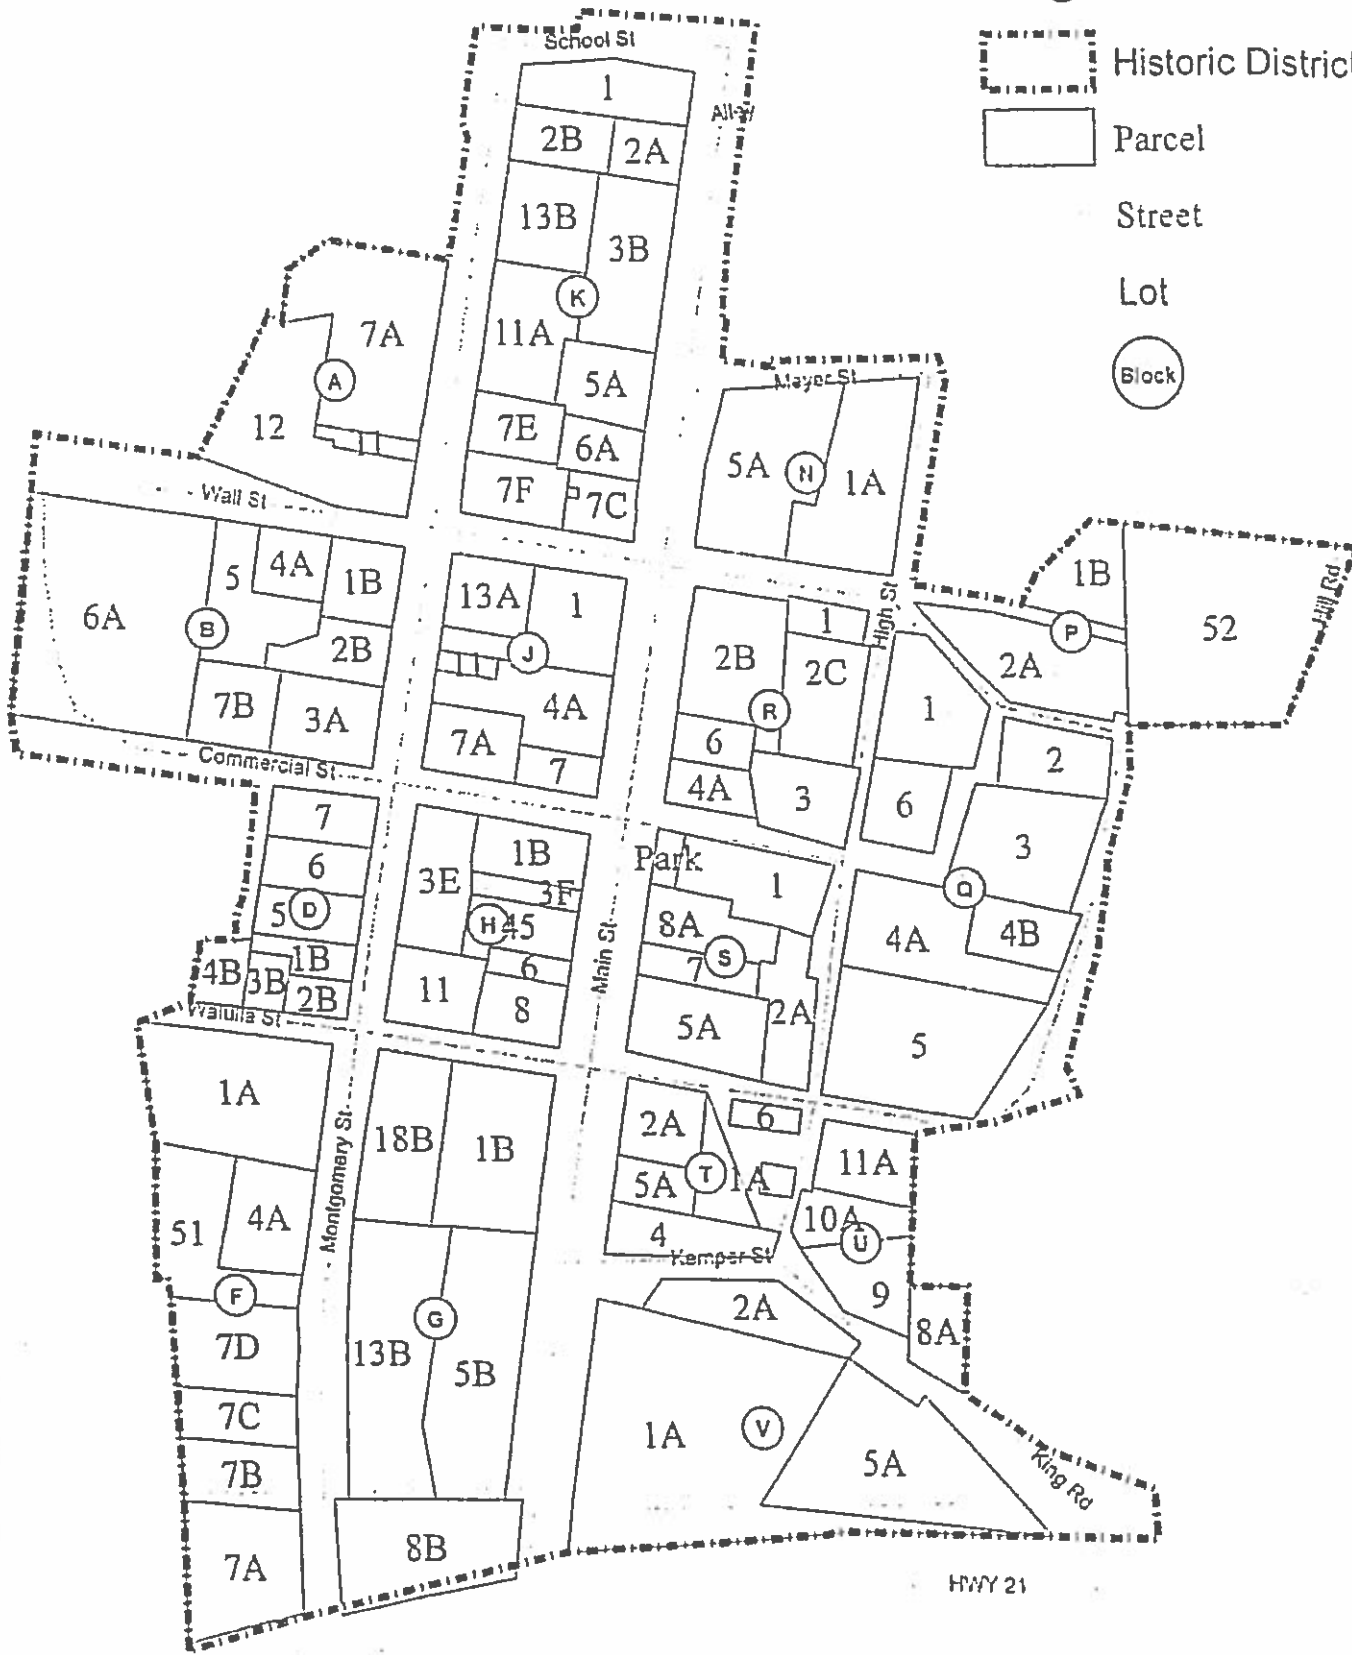 School St
Historic District
1
Alley
Parcel
2B
2A
Street
13B
3B
Lot
K
7A
11A
Block
A
5A
Mayer St
12
7E
6A
5A
N
1A
Wall St
7F
7C
5
4A
1B
13A
1
1
High St
1B
P
52
Hill Rd
6A
B
2B
J
2B
2C
2A
7B
3A
4A
R
1
7A
7
6
2
Commercial St
4A
3
6
3
7
1B
Park
6
3E
3F
1
Q
5
D
H
45
8A
4A
4B
1B
6
7
S
4B
3B
2B
11
8
Main St
5A
2A
5
Watulla St
1A
18B
1B
2A
6
11A
Montgomary St
5A
T
1A
51
4A
4
10A
U
Kemper St
F
G
2A
9
7D
13B
5B
8A
7C
1A
V
5A
7B
King Rd
7A
8B
HWY 21